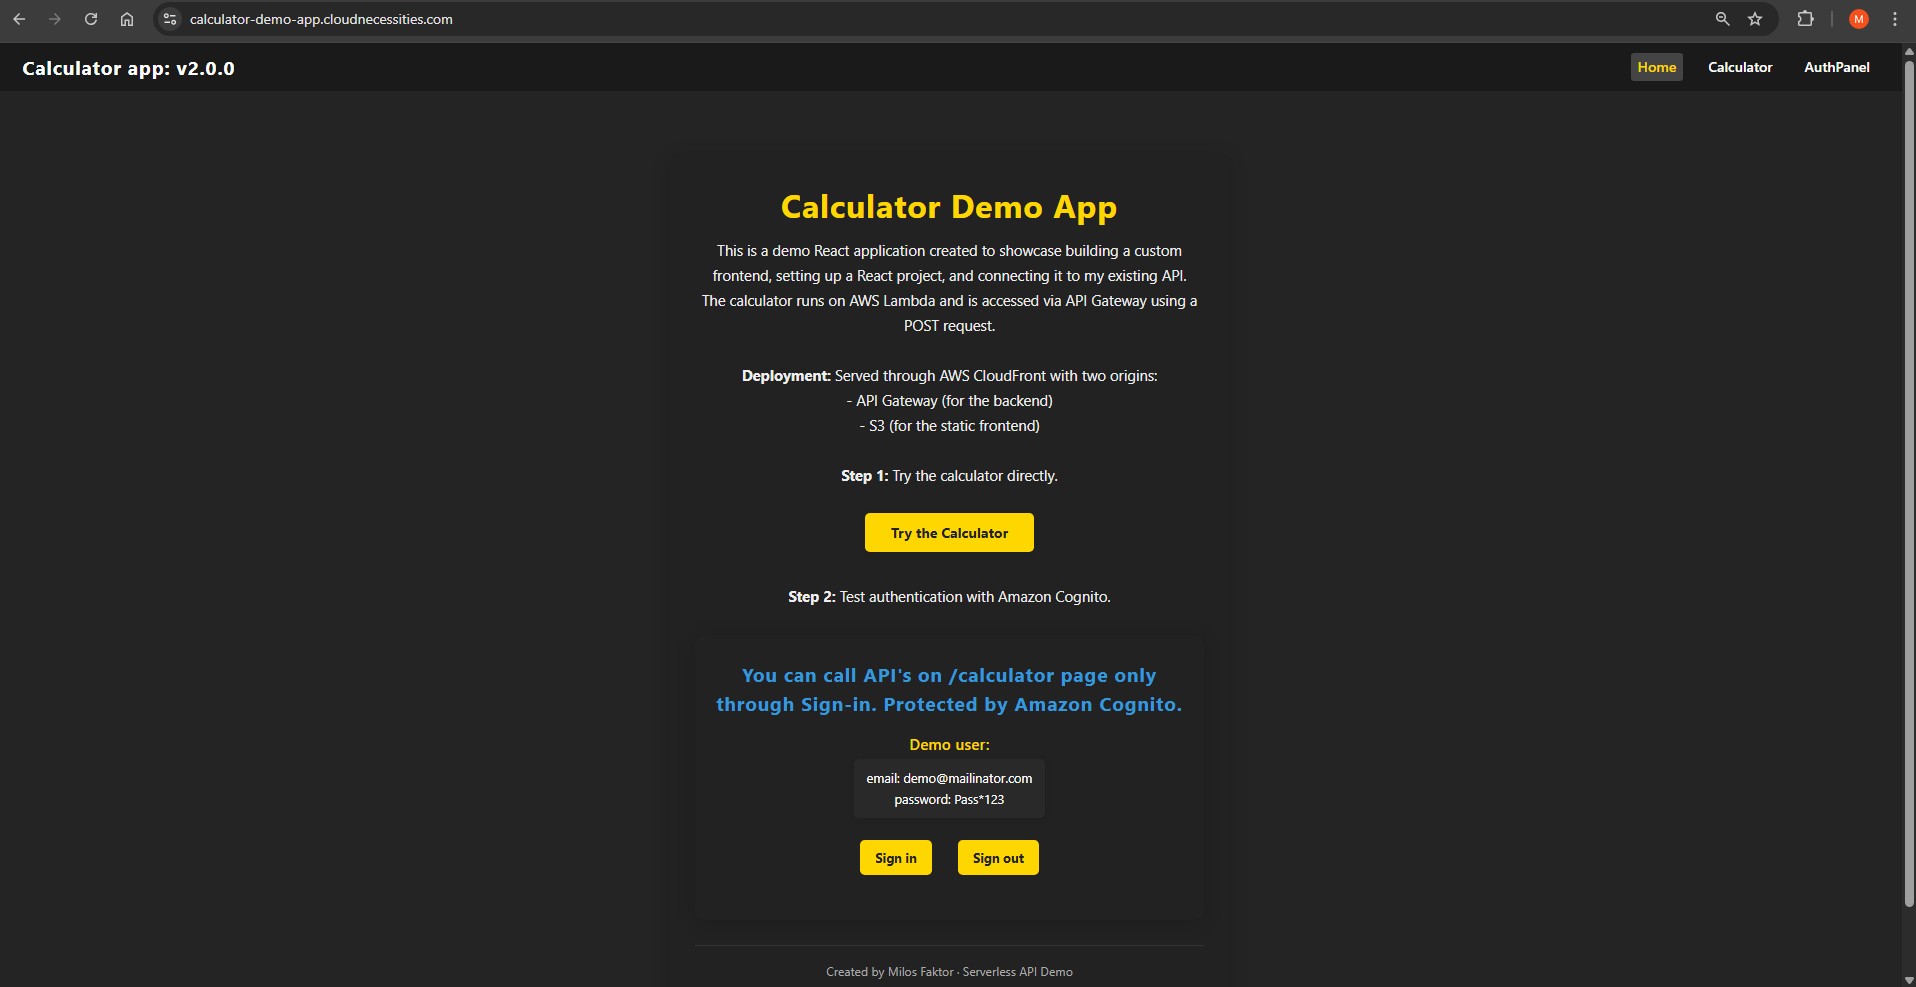 calculator-demo-app.cloudnecessities.com
M
Calculator app: v2.0.0
Home
Calculator
AuthPanel
Calculator Demo App
This is a demo React application created to showcase building a custom
frontend, setting up a React project, and connecting it to my existing API.
The calculator runs on AWS Lambda and is accessed via API Gateway using a
POST request.
Deployment: Served through AWS CloudFront with two origins:
- API Gateway (for the backend)
- S3 (for the static frontend)
Step 1: Try the calculator directly.
Try the Calculator
Step 2: Test authentication with Amazon Cognito.
You can call API's on /calculator page only
through Sign-in. Protected by Amazon Cognito.
Demo user:
email: demo@mailinator.com
password: Pass*123
Sign in
Sign out
Created by Milos Faktor · Serverless API Demo